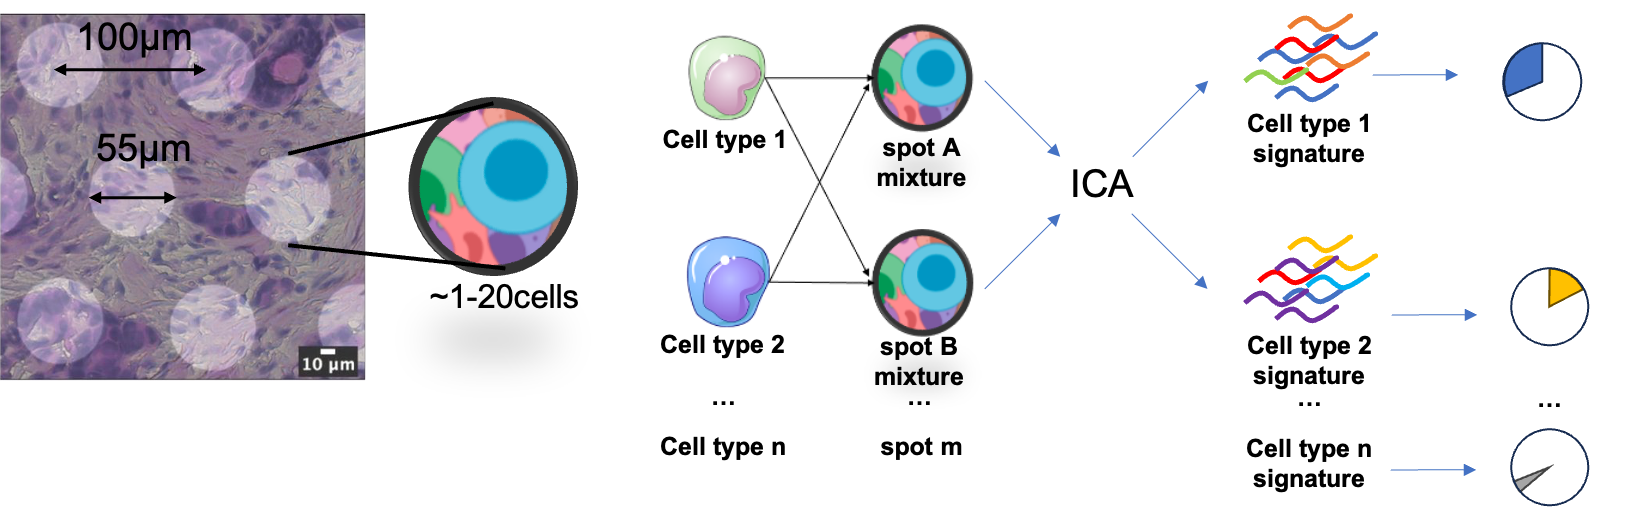 100µm
55µm
10 µm
~1-20cells
Cell type 1
Cell type 2
...
Cell type n
spot A
mixture
spot B
mixture
...
spot m
ICA
Cell type 1
signature
Cell type 2
signature
...
Cell type n
signature
...